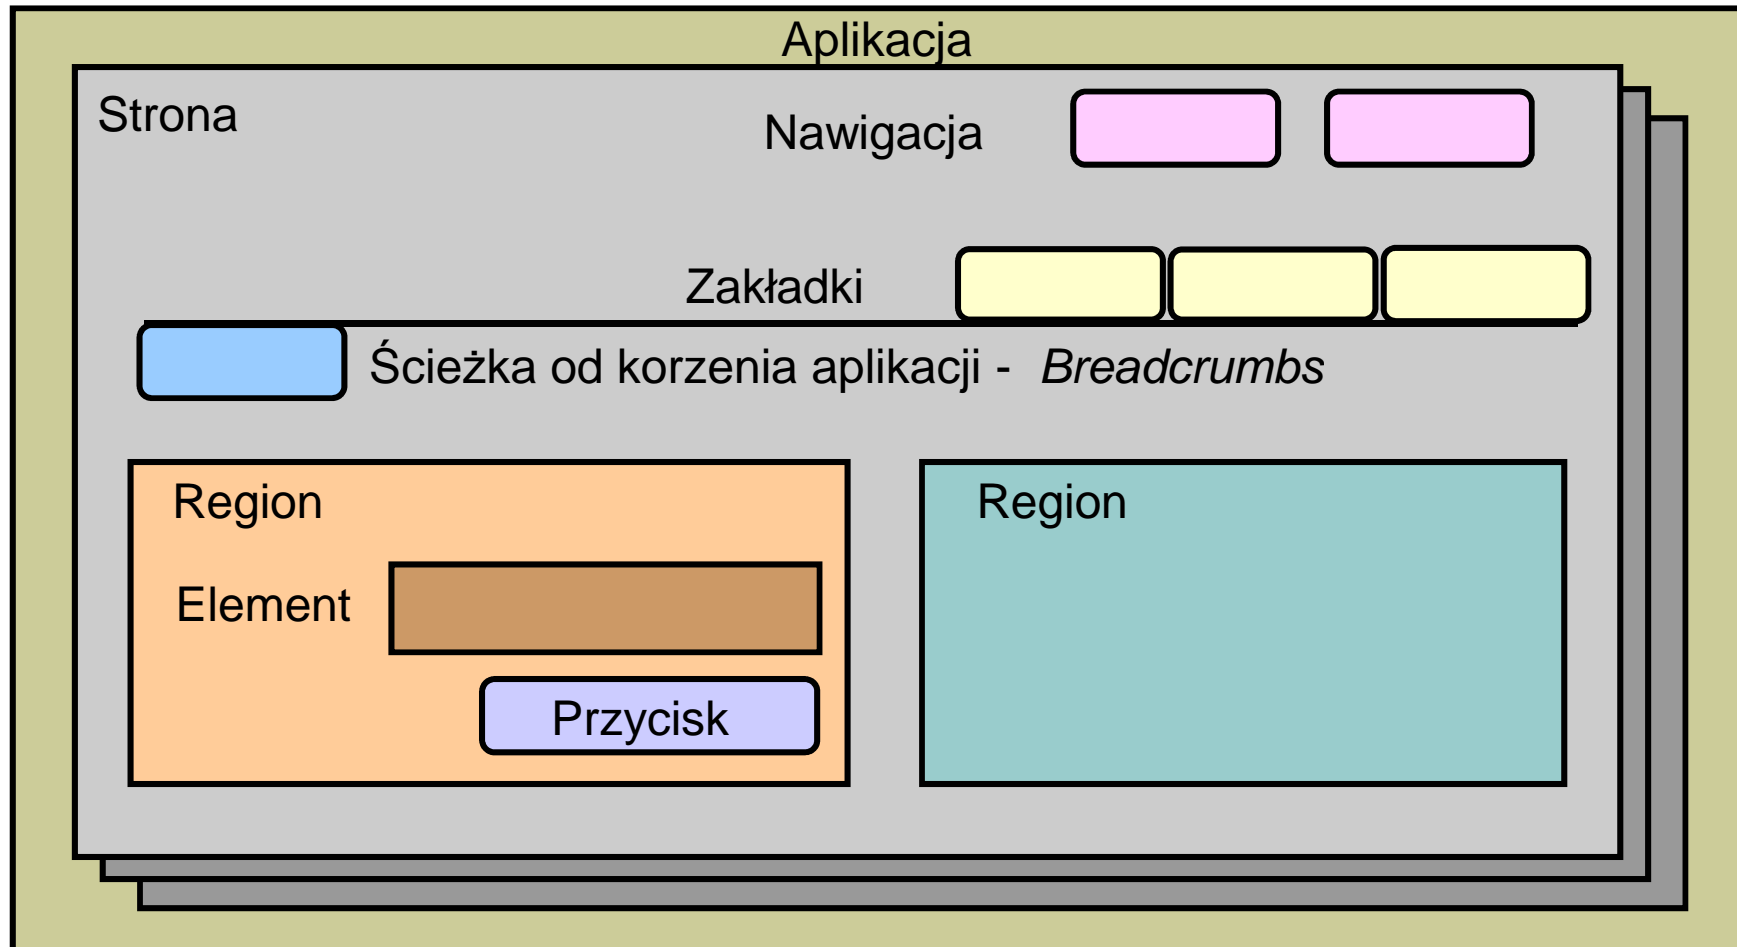 Aplikacja
Strona
Nawigacja
Zakładki
Ścieżka od korzenia aplikacji - Breadcrumbs
Region
Region
Element
Przycisk